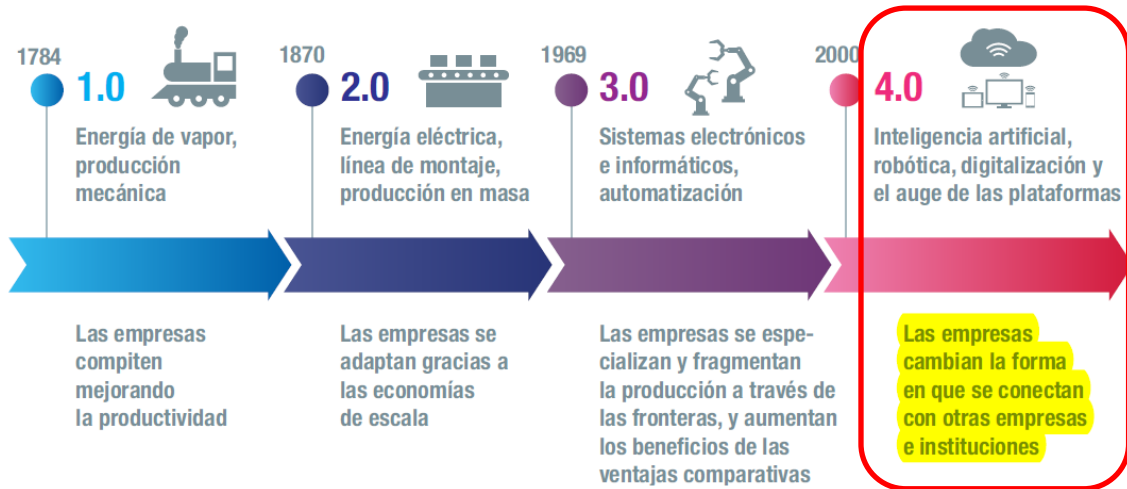 1784
1.0
Energía de vapor,
producción
mecánica
1870
2.0
Energía eléctrica,
línea de montaje,
producción en masa
1969
3.0
Sistemas electrónicos
e informáticos,
automatización
2000
4.0
Inteligencia artificial,
robótica, digitalización y
el auge de las plataformas
Las empresas
compiten
mejorando
la productividad
Las empresas se
adaptan gracias a
las economías
de escala
Las empresas se espe-
cializan y fragmentan
la producción a través de
las fronteras, y aumentan
los beneficios de las
ventajas comparativas
Las empresas
cambian la forma
en que se conectan
con otras empresas
e instituciones